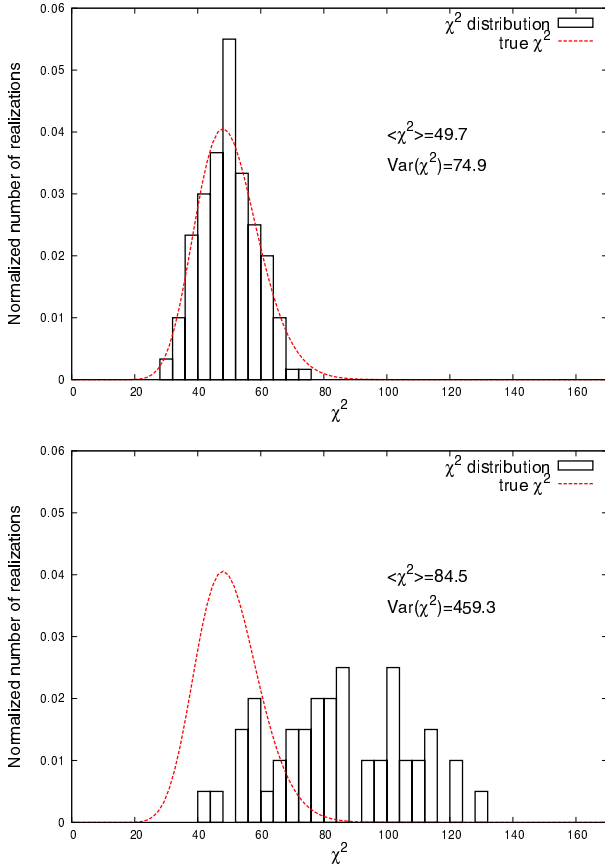 0.06
0.05
0.04
0.03
0.02
0.01
0
Normalized number of realizations
χ² distribution
true χ²
<χ²>=49.7
Var(χ²)=74.9
0 20 40 60 80 100 120 140 160
χ²
0.06
0.05
0.04
0.03
0.02
0.01
0
Normalized number of realizations
χ² distribution
true χ²
<χ²>=84.5
Var(χ²)=459.3
0 20 40 60 80 100 120 140 160
χ²